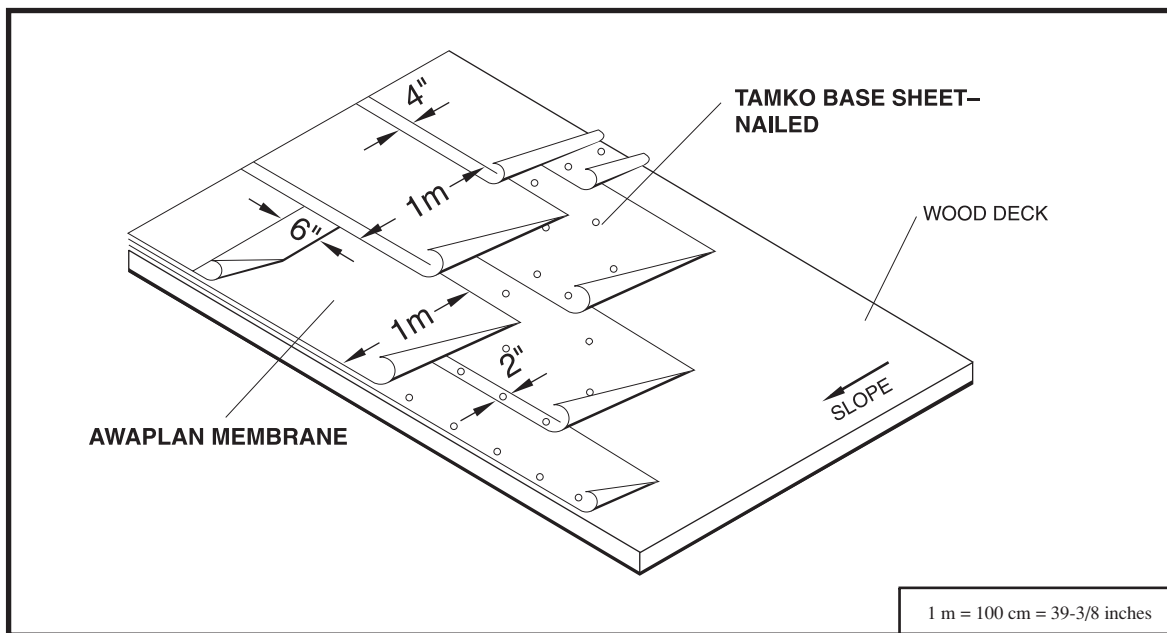 4"
TAMKO BASE SHEET–
NAILED
1m
WOOD DECK
6"
1m
2"
SLOPE
AWAPLAN MEMBRANE
1 m = 100 cm = 39-3/8 inches